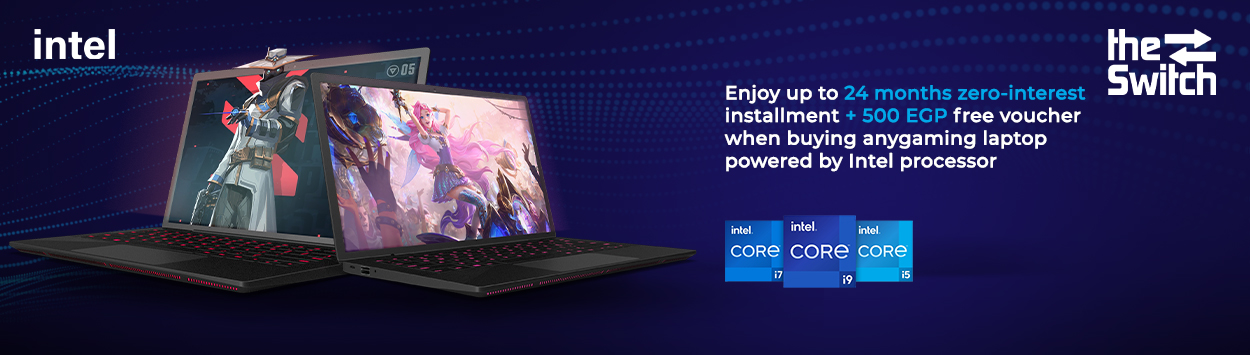 intel
05
the
Switch
Enjoy up to 24 months zero-interest
installment + 500 EGP free voucher
when buying anygaming laptop
powered by Intel processor
intel.
CORE
i7
intel.
CORE
i9
intel.
CORE
i5